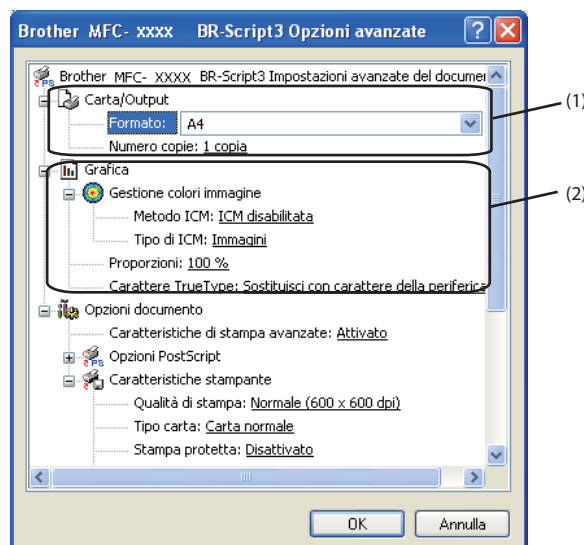 Brother MFC- xxxx BR-Script3 Opzioni avanzate
Brother MFC- XXXX BR-Script3 Impostazioni avanzate del documen
Carta/Output
Formato: A4
Numero copie: 1 copia
(1)
Grafica
Gestione colori immagine
Metodo ICM: ICM disabilitata
Tipo di ICM: Immagini
Proporzioni: 100 %
Carattere TrueType: Sostituisci con carattere della periferica
(2)
Opzioni documento
Caratteristiche di stampa avanzate: Attivato
Opzioni PostScript
Caratteristiche stampante
Qualità di stampa: Normale (600 x 600 dpi)
Tipo carta: Carta normale
Stampa protetta: Disattivato
OK Annulla